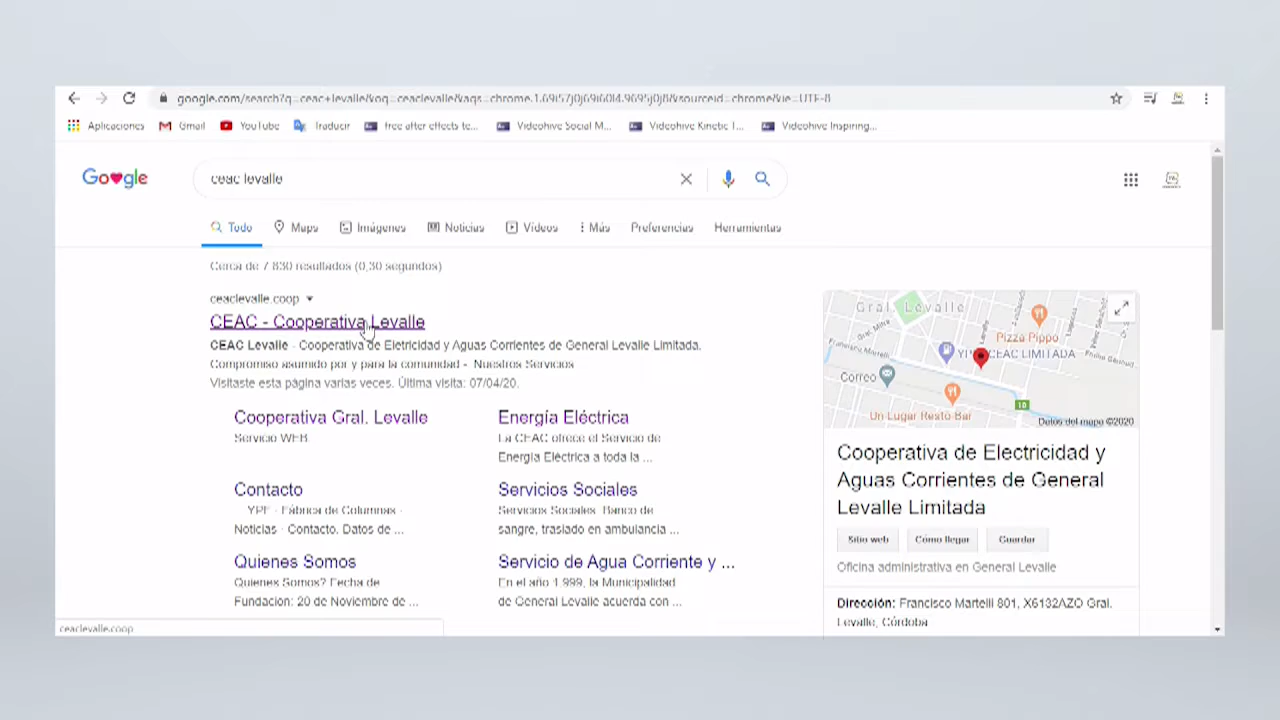 google.com/search?q=ceac+levalle&oq=ceaclevalle&aqs=chrome.1.69i57j0j69i60l4.9695j0j8&sourceid=chrome&ie=UTF-8
Aplicaciones Gmail YouTube Traducir free after effects te... Videohive Social M... Videohive Kinetic T... Videohive Inspiring...
ceac levalle
Todo Maps Imágenes Noticias Vídeos Más Preferencias Herramientas
Cerca de 7 830 resultados (0,30 segundos)
ceaclevalle.coop
CEAC - Cooperativa Levalle
CEAC Levalle - Cooperativa de Eletricidad y Aguas Corrientes de General Levalle Limitada.
Compromiso asumido por y para la comunidad - Nuestros Servicios
Visitaste esta página varias veces. Última visita: 07/04/20.
Cooperativa Gral. Levalle
Servicio WEB.
Energía Eléctrica
La CEAC ofrece el Servicio de
Energía Eléctrica a toda la ...
Contacto
YPF · Fábrica de Columnas ·
Noticias · Contacto. Datos de ...
Servicios Sociales
Servicios Sociales. Banco de
sangre, traslado en ambulancia ...
Quienes Somos
Quienes Somos? Fecha de
Fundación: 20 de Noviembre de ...
Servicio de Agua Corriente y ...
En el año 1.999, la Municipalidad
de General Levalle acuerda con ...
ceaclevalle.coop
Gral. Levalle
Pizza Pippo
CEAC LIMITADA
Francisco Martelli
Correo
Un Lugar Resto Bar
10
Datos del mapa ©2020
Cooperativa de Electricidad y
Aguas Corrientes de General
Levalle Limitada
Sitio web Cómo llegar Guardar
Oficina administrativa en General Levalle
Dirección: Francisco Martelli 801, X6132AZO Gral.
Levalle, Córdoba